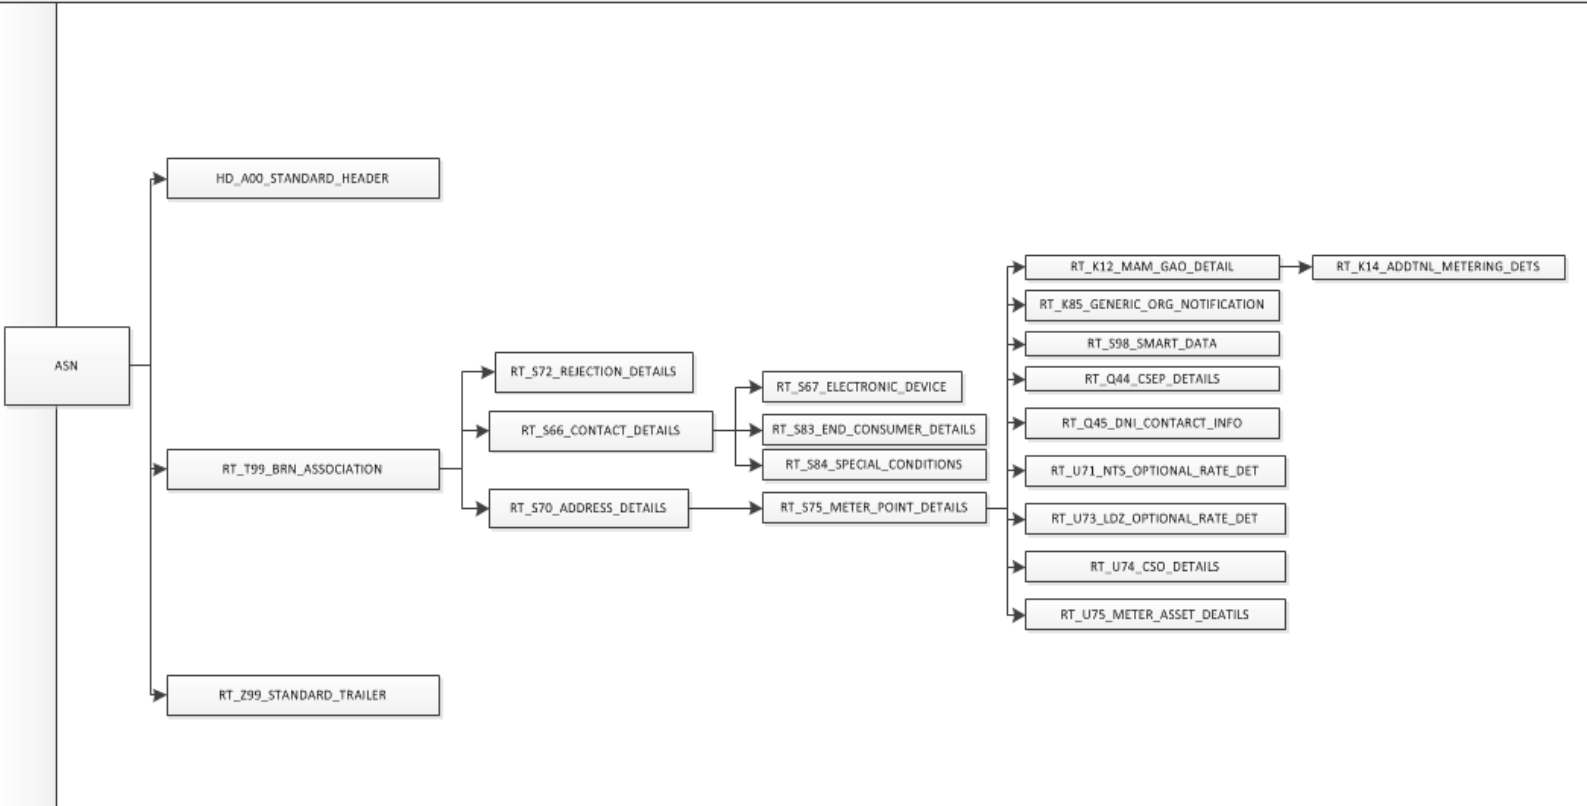 HD_A00_STANDARD_HEADER
RT_K12_MAM_GAO_DETAIL
RT_K14_ADDTNL_METERING_DETS
RT_K85_GENERIC_ORG_NOTIFICATION
RT_S98_SMART_DATA
ASN
RT_S72_REJECTION_DETAILS
RT_Q44_CSEP_DETAILS
RT_S67_ELECTRONIC_DEVICE
RT_S66_CONTACT_DETAILS
RT_S83_END_CONSUMER_DETAILS
RT_Q45_DNI_CONTARCT_INFO
RT_T99_BRN_ASSOCIATION
RT_S84_SPECIAL_CONDITIONS
RT_U71_NTS_OPTIONAL_RATE_DET
RT_S70_ADDRESS_DETAILS
RT_S75_METER_POINT_DETAILS
RT_U73_LDZ_OPTIONAL_RATE_DET
RT_U74_CSO_DETAILS
RT_U75_METER_ASSET_DEATILS
RT_Z99_STANDARD_TRAILER